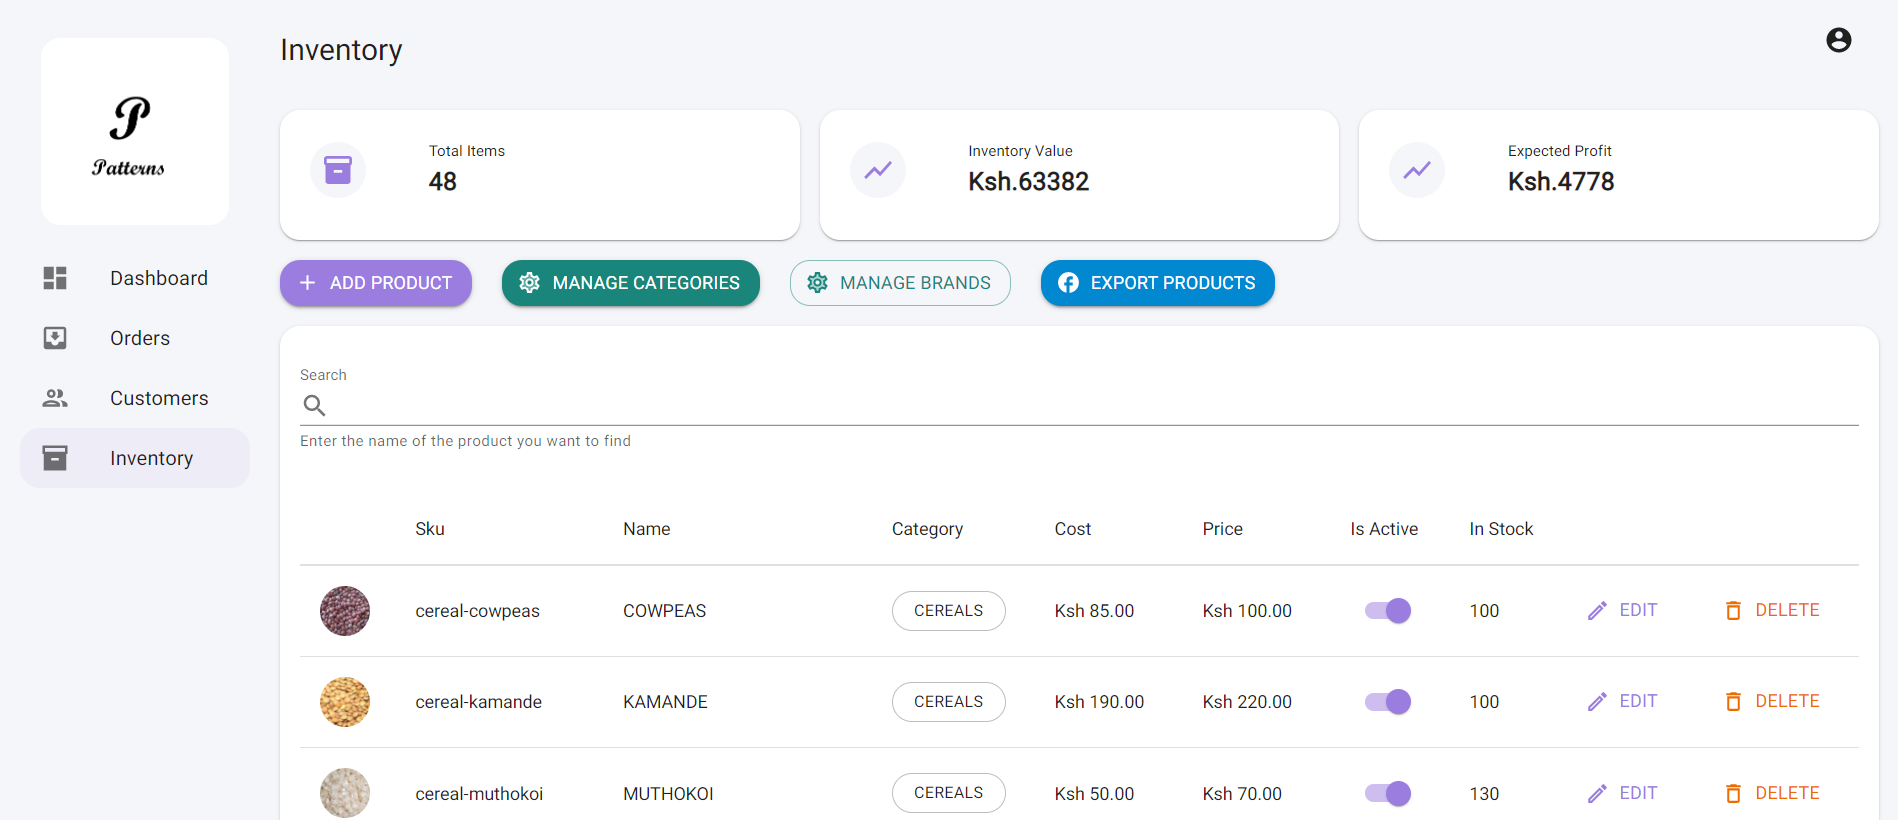 P
Patterns
Dashboard
Orders
Customers
Inventory
Inventory
Total Items
48
Inventory Value
Ksh.63382
Expected Profit
Ksh.4778
ADD PRODUCT
MANAGE CATEGORIES
MANAGE BRANDS
EXPORT PRODUCTS
Search
Enter the name of the product you want to find
Sku Name Category Cost Price Is Active In Stock
cereal-cowpeas COWPEAS CEREALS Ksh 85.00 Ksh 100.00 100 EDIT DELETE
cereal-kamande KAMANDE CEREALS Ksh 190.00 Ksh 220.00 100 EDIT DELETE
cereal-muthokoi MUTHOKOI CEREALS Ksh 50.00 Ksh 70.00 130 EDIT DELETE